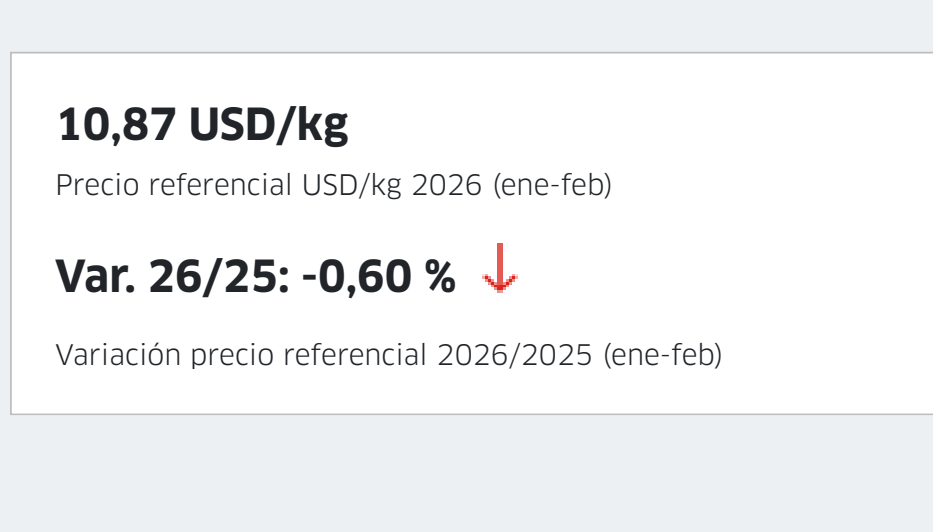 10,87 USD/kg
Precio referencial USD/kg 2026 (ene-feb)
Var. 26/25: -0,60 %
Variación precio referencial 2026/2025 (ene-feb)